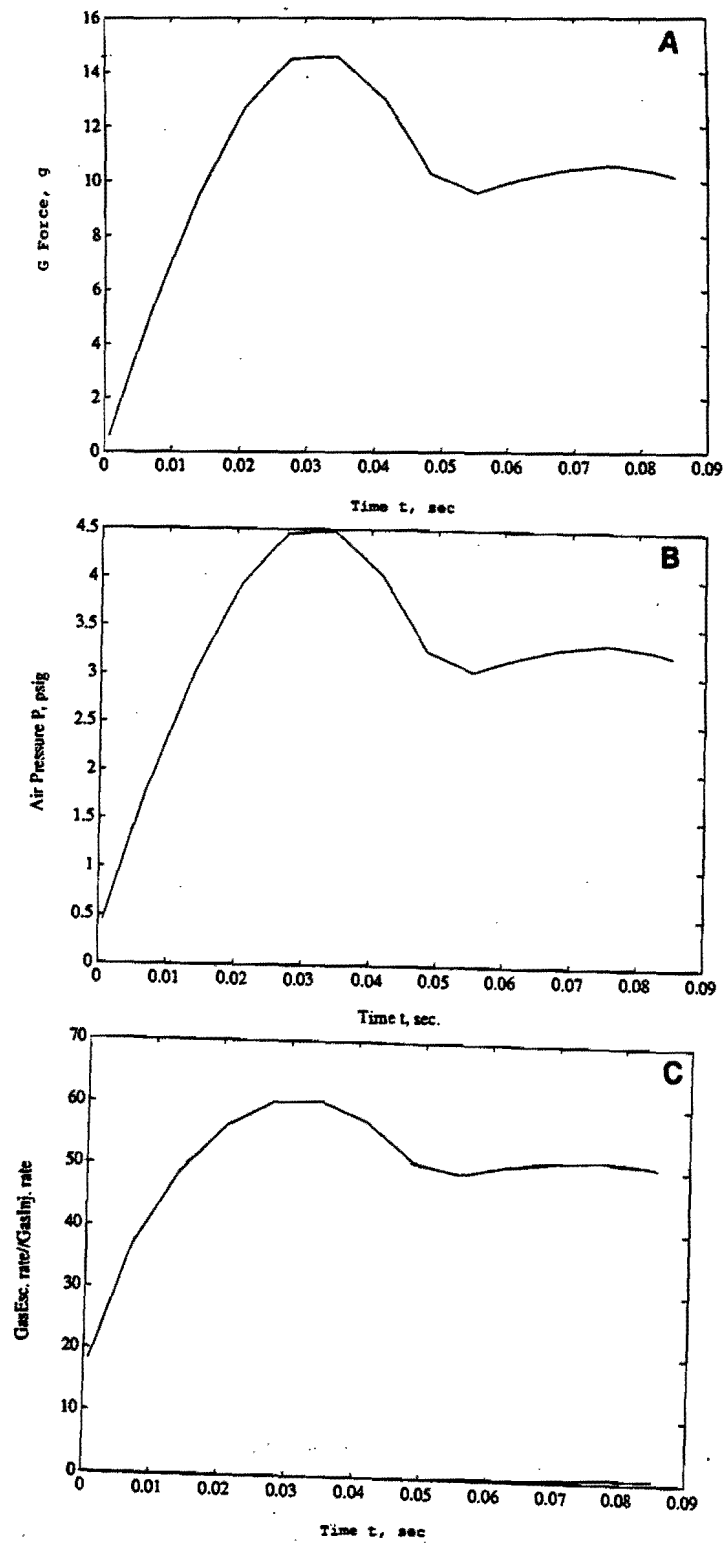 A
16
14
12
10
8
6
4
2
0
G Force, g
0 0.01 0.02 0.03 0.04 0.05 0.06 0.07 0.08 0.09
Time t, sec
B
4.5
4
3.5
3
2.5
2
1.5
1
0.5
0
Air Pressure P, psig
0 0.01 0.02 0.03 0.04 0.05 0.06 0.07 0.08 0.09
Time t, sec.
C
70
60
50
40
30
20
10
0
GasEsc. rate//GasInj. rate
0 0.01 0.02 0.03 0.04 0.05 0.06 0.07 0.08 0.09
Time t, sec